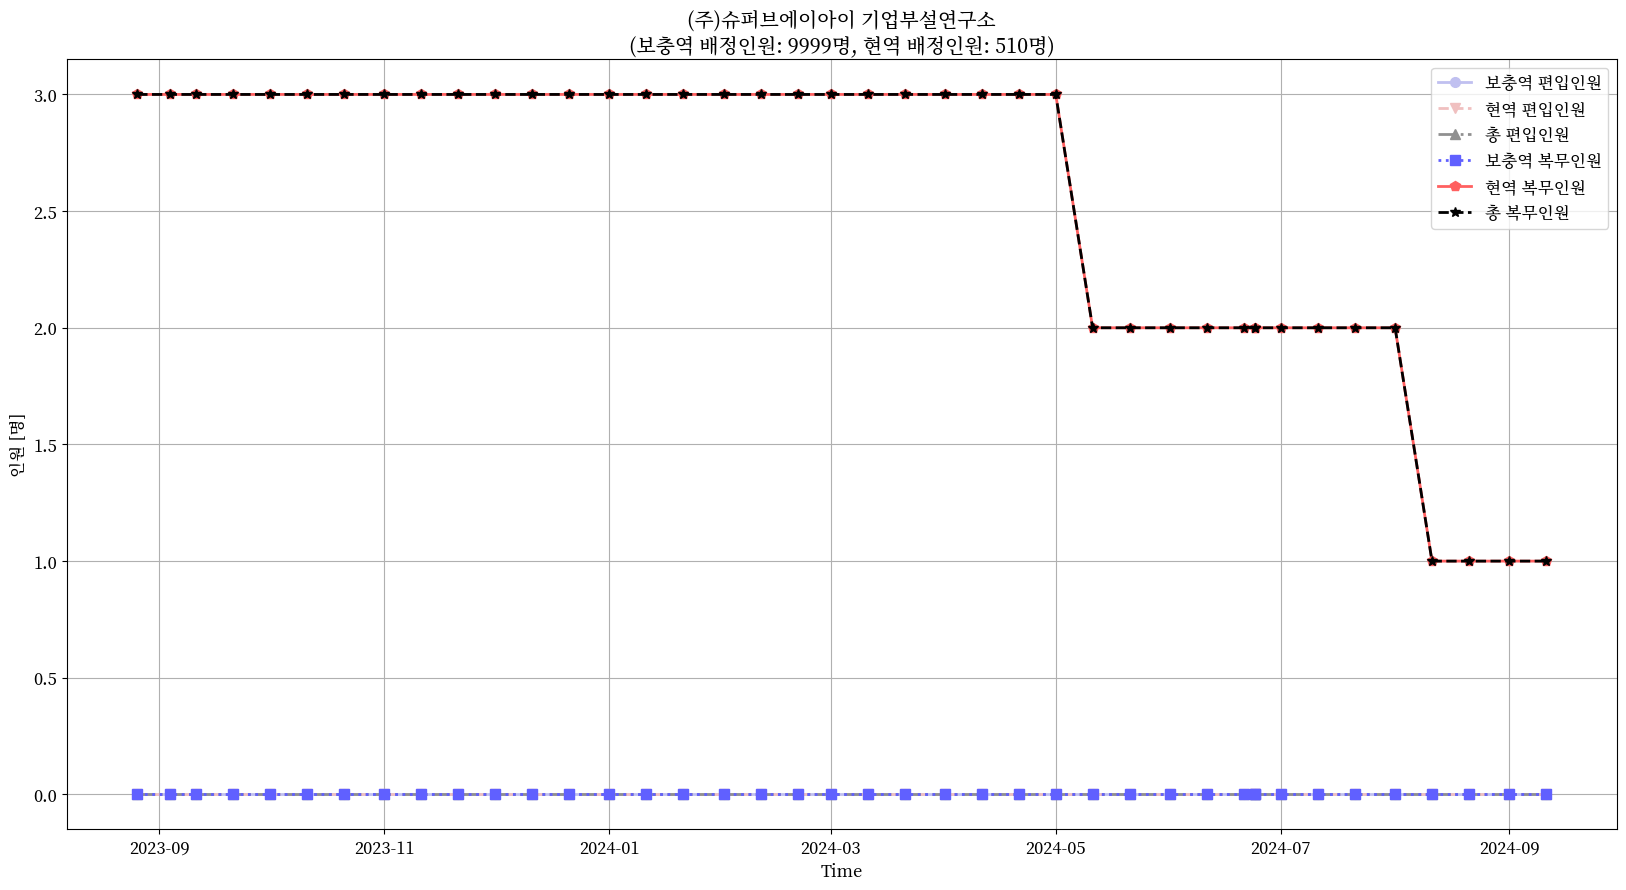 (주)슈퍼브에이아이 기업부설연구소
(보충역 배정인원: 9999명, 현역 배정인원: 510명)
보충역 편입인원
현역 편입인원
총 편입인원
보충역 복무인원
현역 복무인원
총 복무인원
3.0
2.5
2.0
1.5
1.0
0.5
0.0
인원 [명]
2023-09 2023-11 2024-01 2024-03 2024-05 2024-07 2024-09
Time